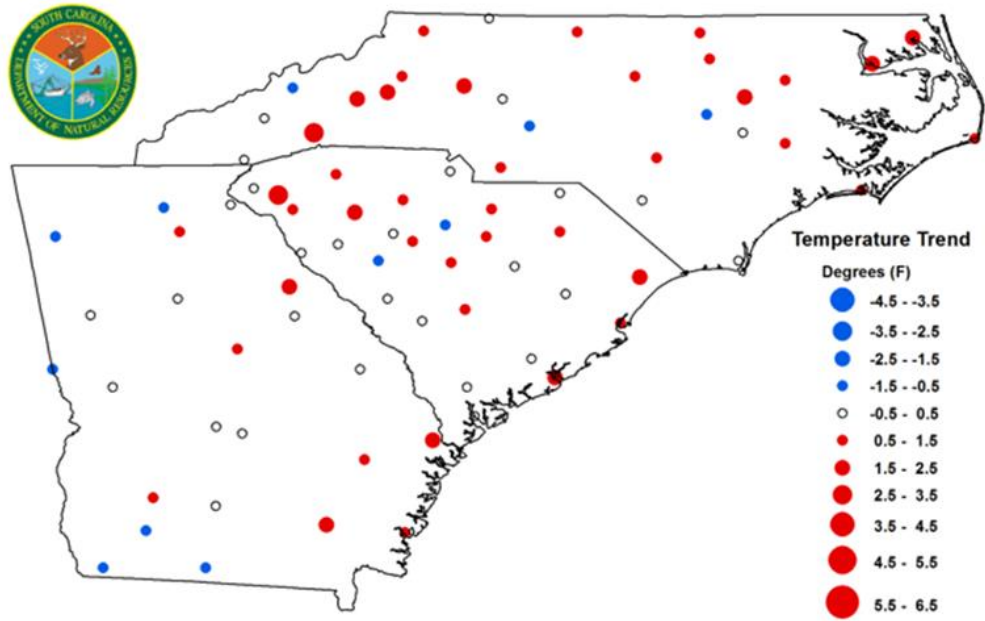 SOUTH CAROLINA
DEPARTMENT OF NATURAL RESOURCES
Temperature Trend
Degrees (F)
-4.5 - -3.5
-3.5 - -2.5
-2.5 - -1.5
-1.5 - -0.5
-0.5 - 0.5
0.5 - 1.5
1.5 - 2.5
2.5 - 3.5
3.5 - 4.5
4.5 - 5.5
5.5 - 6.5